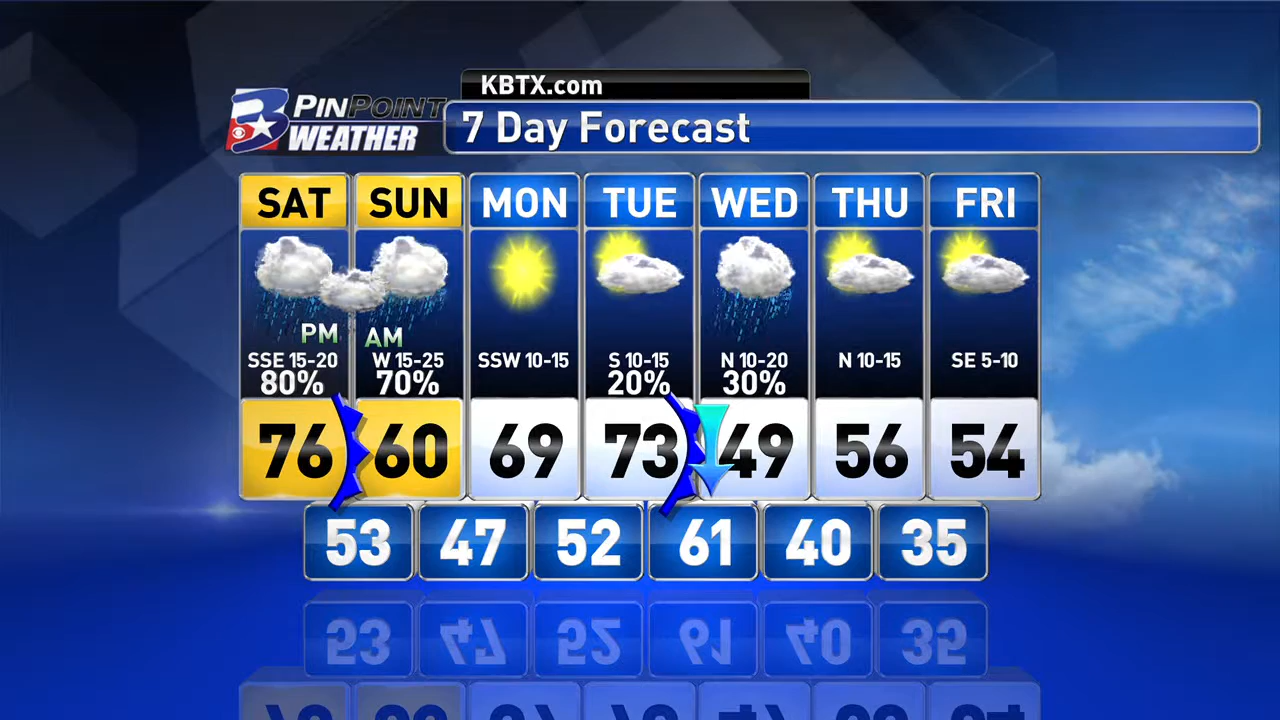 KBTX.com
PINPOINT
WEATHER
7 Day Forecast
SAT SUN MON TUE WED THU FRI
PM AM
SSE 15-20 W 15-25 SSW 10-15 S 10-15 N 10-20 N 10-15 SE 5-10
80% 70% 20% 30%
76 60 69 73 49 56 54
53 47 52 61 40 35